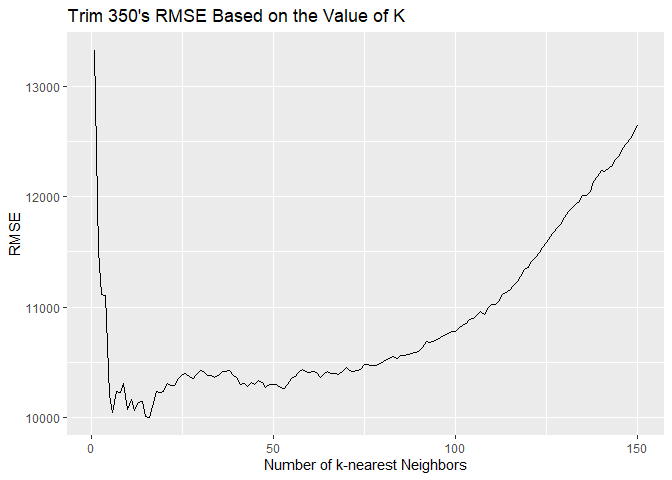 Trim 350's RMSE Based on the Value of K
13000
12000
11000
10000
RMSE
0
50
100
150
Number of k-nearest Neighbors